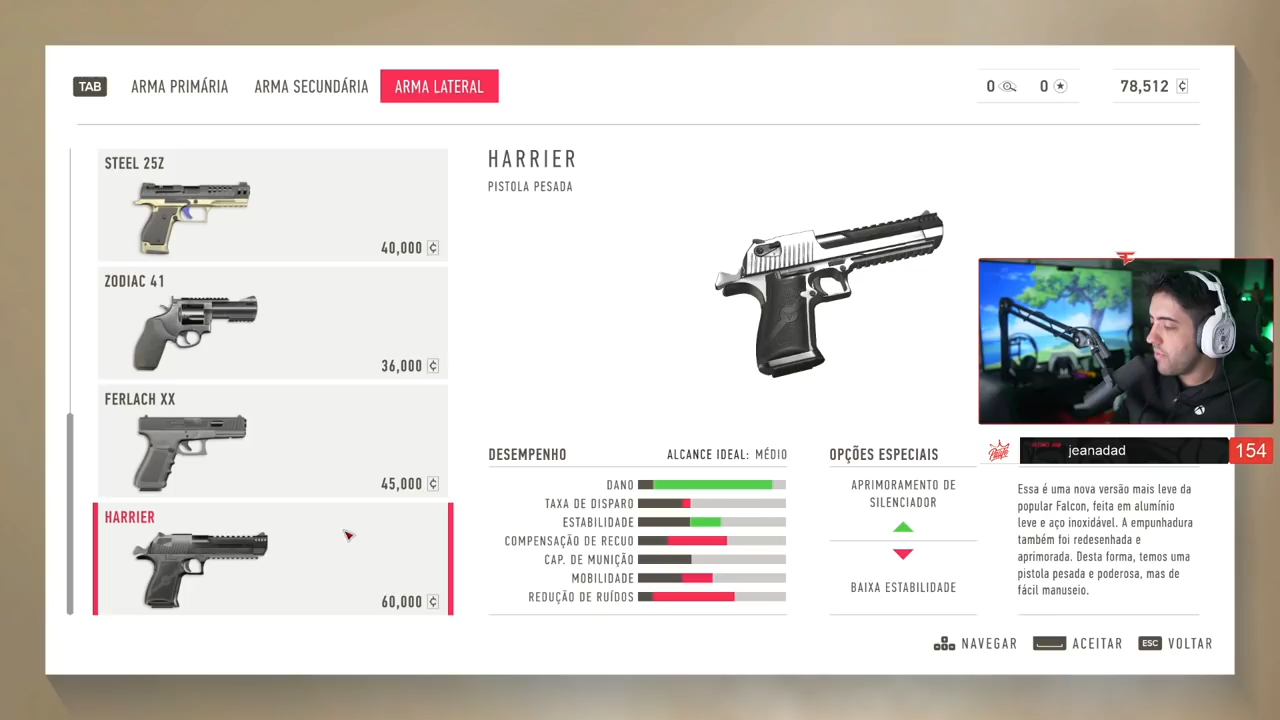 TAB ARMA PRIMÁRIA ARMA SECUNDÁRIA ARMA LATERAL 0 0 78,512
STEEL 25Z
40,000
ZODIAC 41
36,000
FERLACH XX
45,000
HARRIER
60,000
HARRIER
PISTOLA PESADA
DESEMPENHO ALCANCE IDEAL: MÉDIO
DANO
TAXA DE DISPARO
ESTABILIDADE
COMPENSAÇÃO DE RECUO
CAP. DE MUNIÇÃO
MOBILIDADE
REDUÇÃO DE RUÍDOS
OPÇÕES ESPECIAIS
APRIMORAMENTO DE
SILENCIADOR
BAIXA ESTABILIDADE
jeanadad 154
Essa é uma nova versão mais leve da
popular Falcon, feita em alumínio
leve e aço inoxidável. A empunhadura
também foi redesenhada e
aprimorada. Desta forma, temos uma
pistola pesada e poderosa, mas de
fácil manuseio.
NAVEGAR ACEITAR ESC VOLTAR